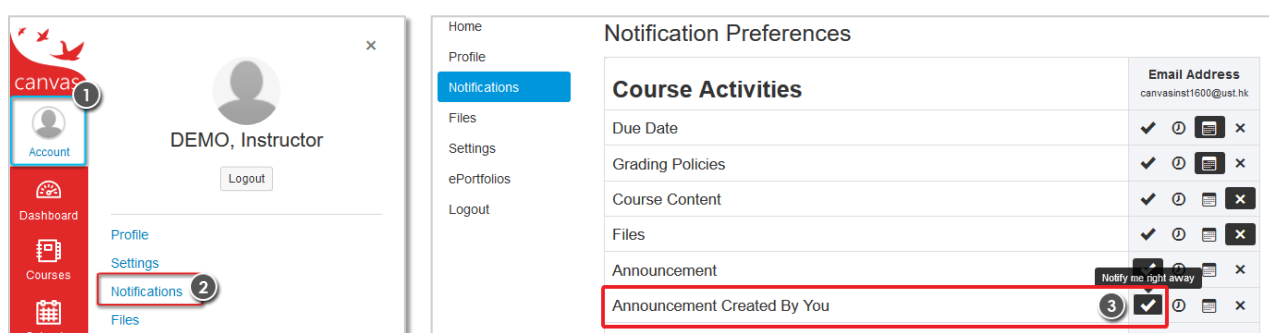 canvas
1
Account
Dashboard
Courses
×
DEMO, Instructor
Logout
Profile
Settings
Notifications 2
Files
Home
Profile
Notifications
Files
Settings
ePortfolios
Logout
Notification Preferences
Course Activities
Email Address
canvasinst1600@ust.hk
Due Date
Grading Policies
Course Content
Files
Announcement
Notify me right away
Announcement Created By You 3